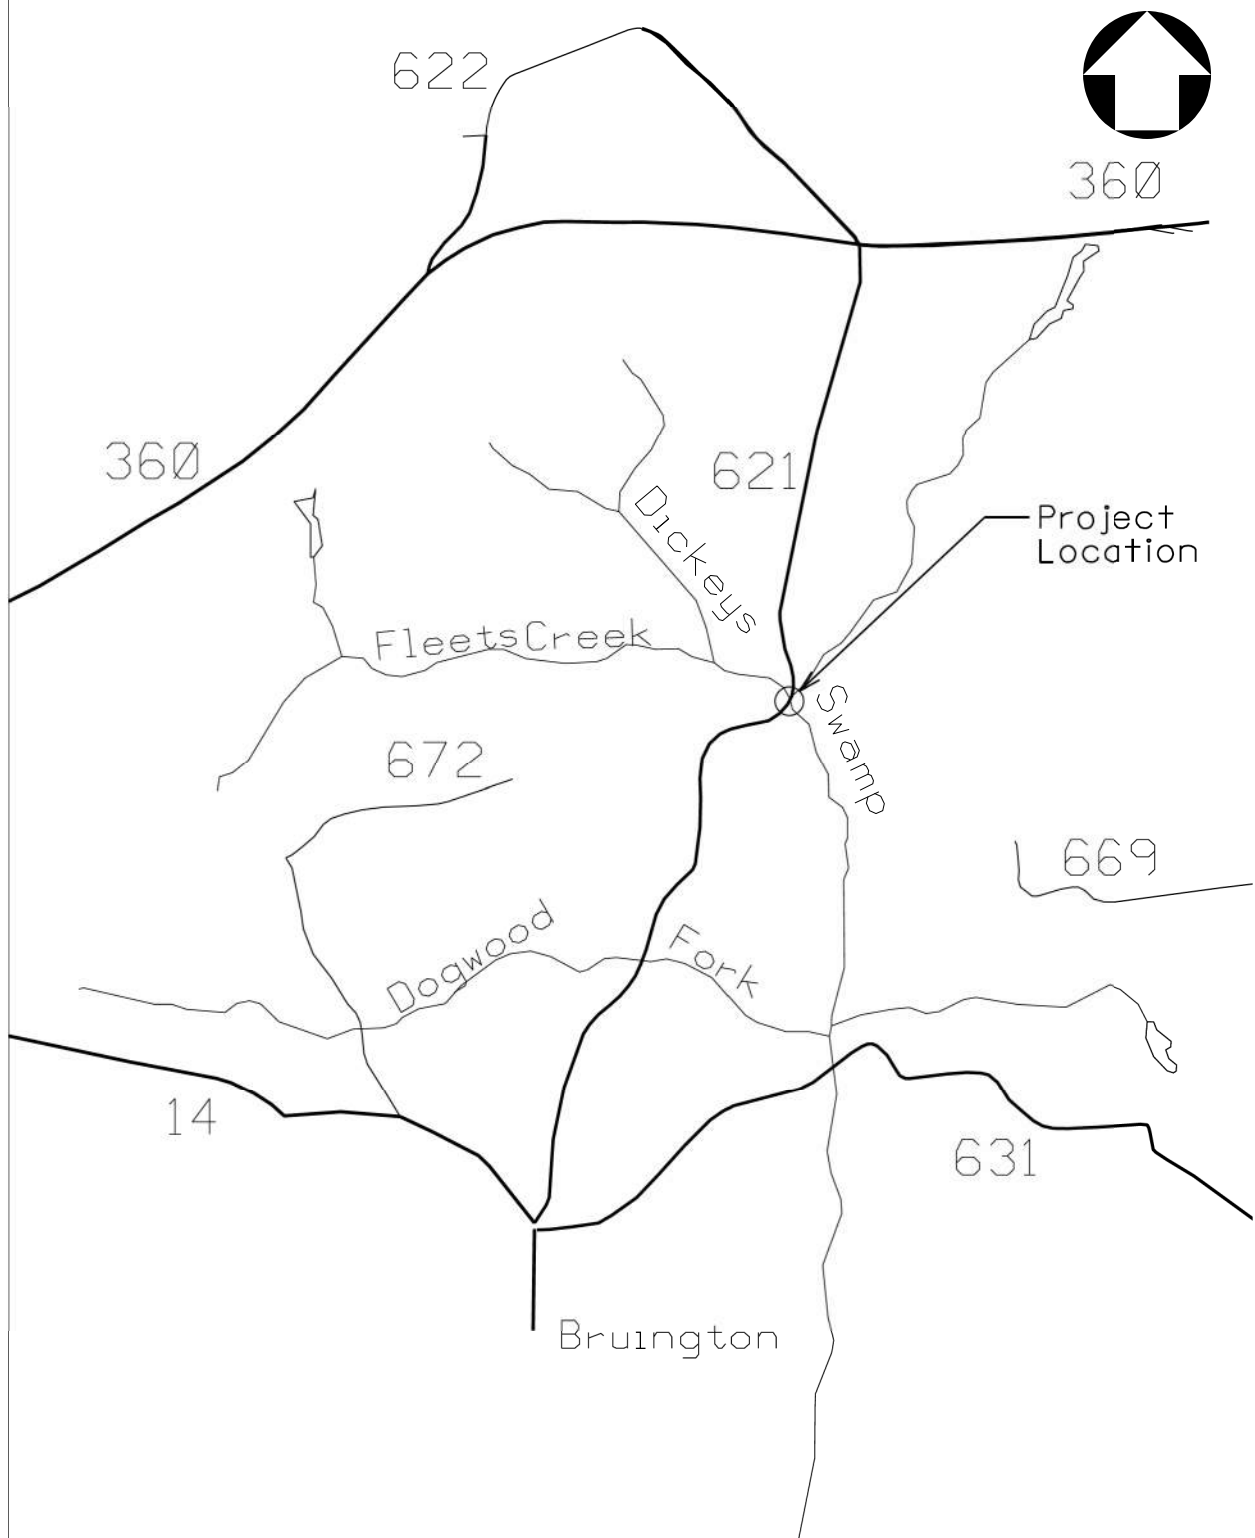 622
360
360
621
Dickeys
Project
Location
FleetsCreek
Swamp
672
669
Dogwood
Fork
14
631
Bruington